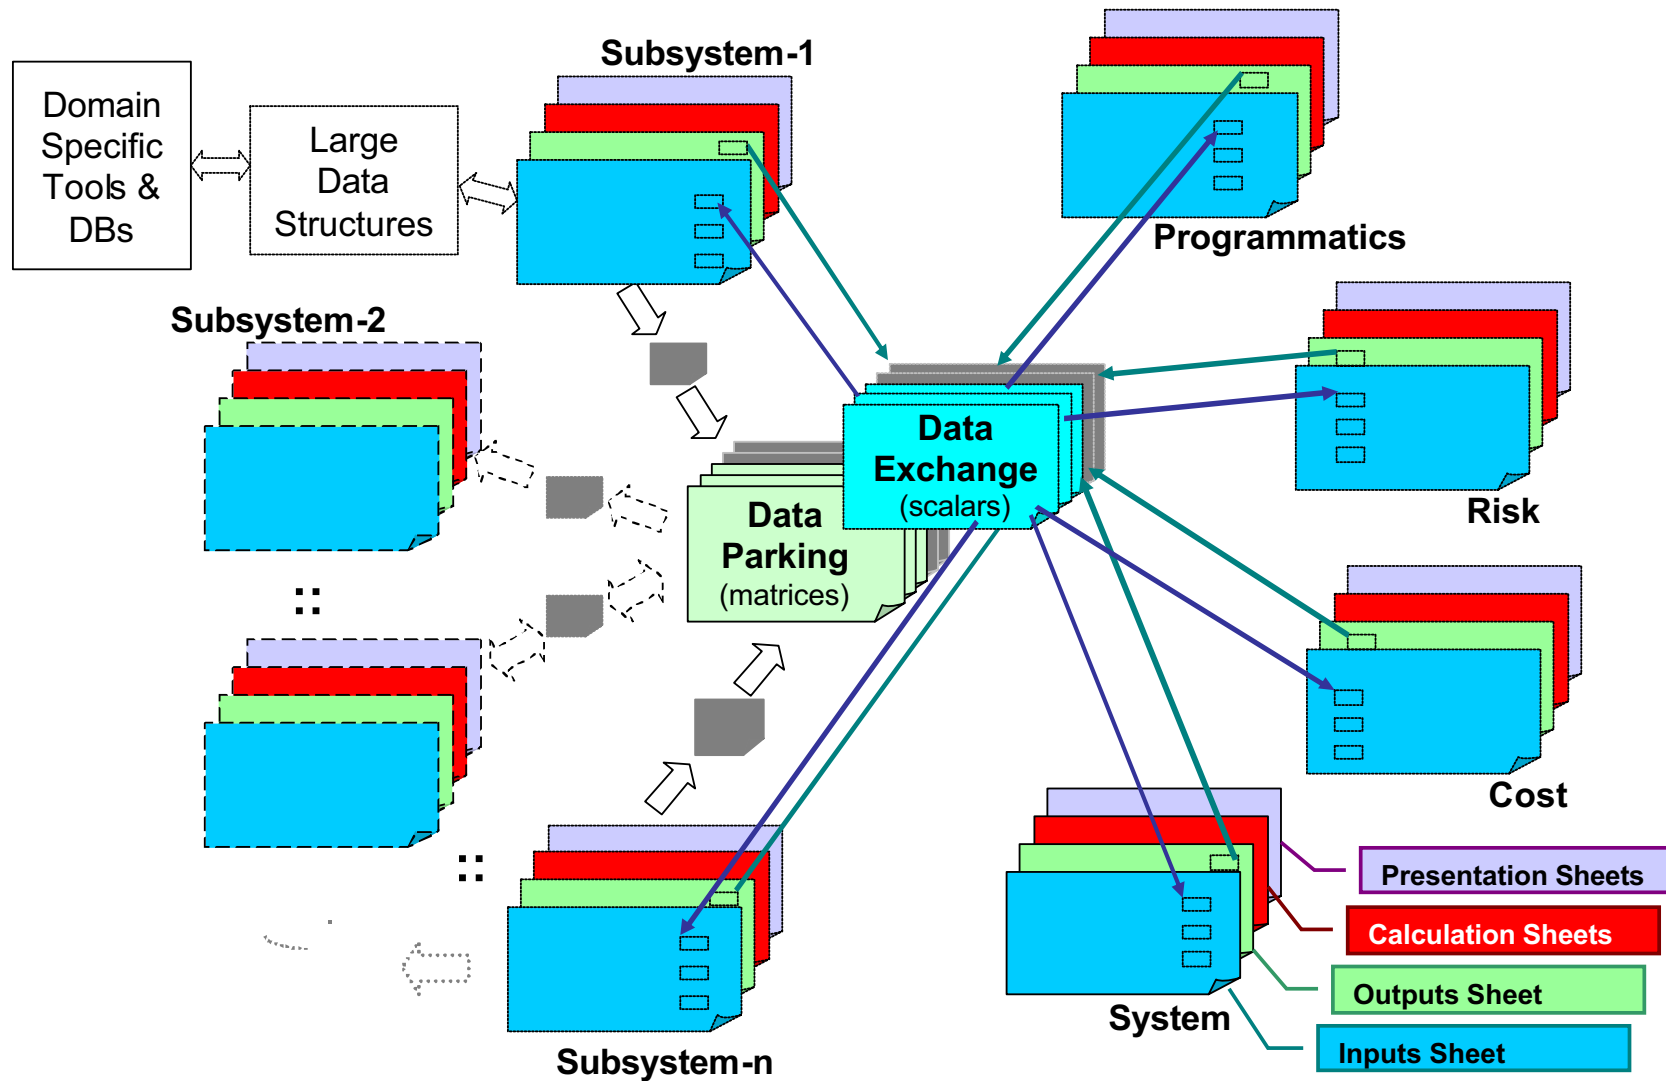 Subsystem-1
Domain
Specific
Tools &
DBs
Large
Data
Structures
Programmatics
Subsystem-2
Data
Exchange
(scalars)
Risk
Data
Parking
(matrices)
::
Cost
::
Presentation Sheets
Calculation Sheets
Outputs Sheet
Inputs Sheet
System
Subsystem-n